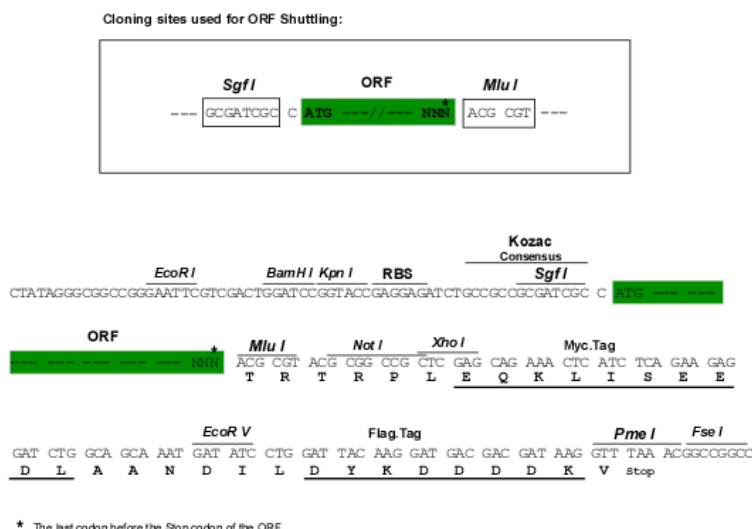 Cloning sites used for ORF Shuttling:
Sgf I ORF Mlu I
--- GCGATCGC C ATG ---//--- NNN* ACG CGT ---
Kozac
Consensus
EcoR I BamH I Kpn I RBS Sgf I
CTATAGGGCGGCCGGGAATTCGTCGACTGGATCCGGTACCGAGGAGATCTGCCGCCGCGATCGC C ATG --- ---
ORF Mlu I Not I Xho I Myc.Tag
--- --- --- --- --- --- NNN* ACG CGT ACG CGG CCG CTC GAG CAG AAA CTC ATC TCA GAA GAG
T R T R P L E Q K L I S E E
EcoR V Flag.Tag Pme I Fse I
GAT CTG GCA GCA AAT GAT ATC CTG GAT TAC AAG GAT GAC GAC GATAAG GTT TAA ACGGCCGGCC
D L A A N D I L D Y K D D D D K V Stop
* The last codon before the Stop codon of the ORF